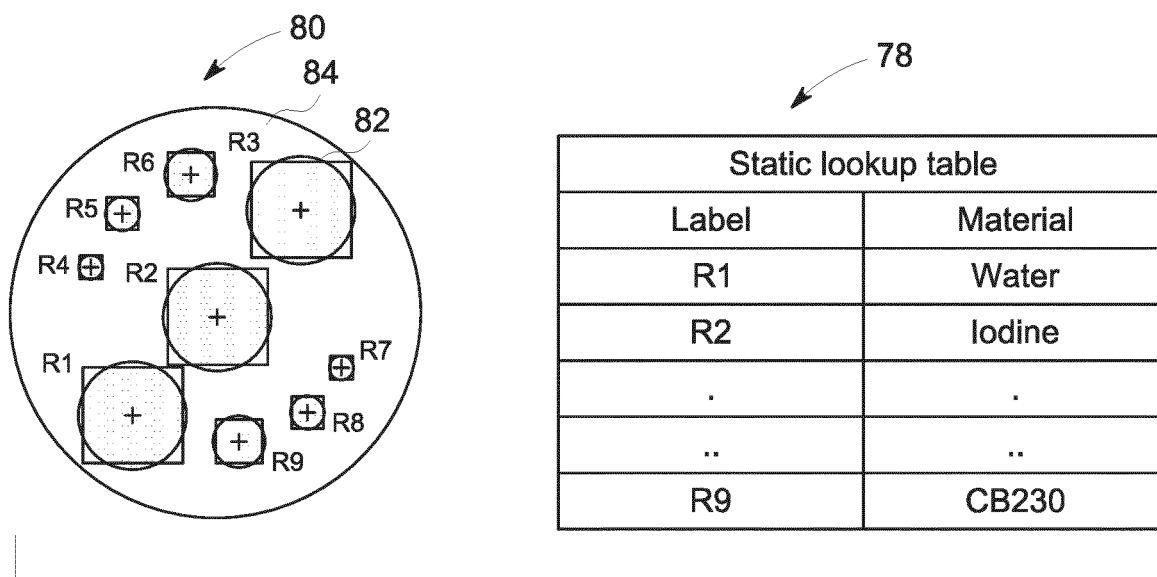 80
84
82
R3
R6
R5
R4
R2
R1
R7
R8
R9
78
Static lookup table
Label Material
R1 Water
R2 Iodine
. .
.. ..
R9 CB230